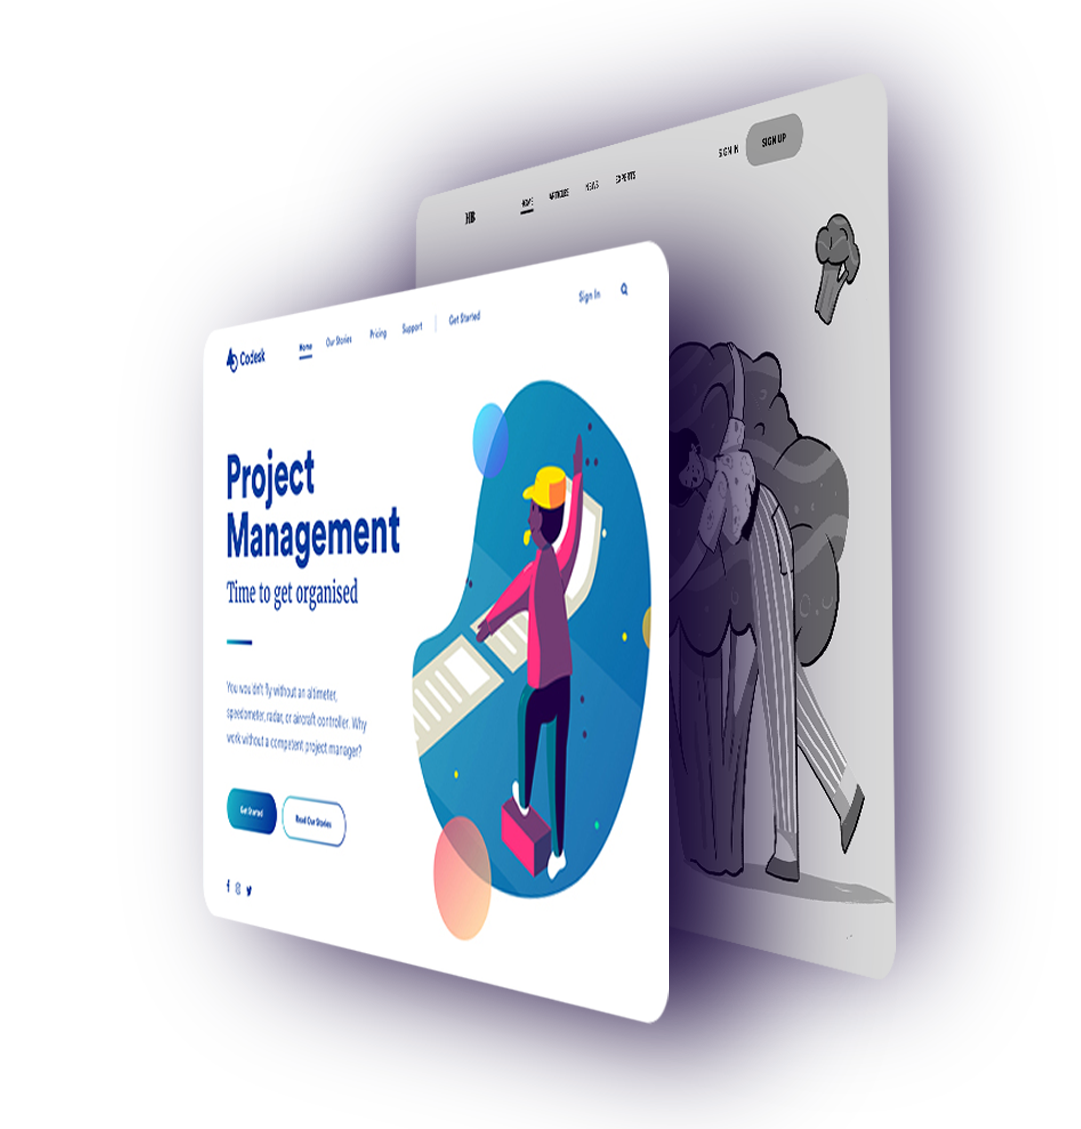 HB
HOME ARTICLES NEWS EXPERTS
SIGN IN SIGN UP
Codesk
Home Our Stories Pricing Support Get Started
Sign In
Project
Management
Time to get organised
You wouldn't fly without an altimeter,
speedometer, radar, or aircraft controller. Why
work without a competent project manager?
Get Started Read Our Stories